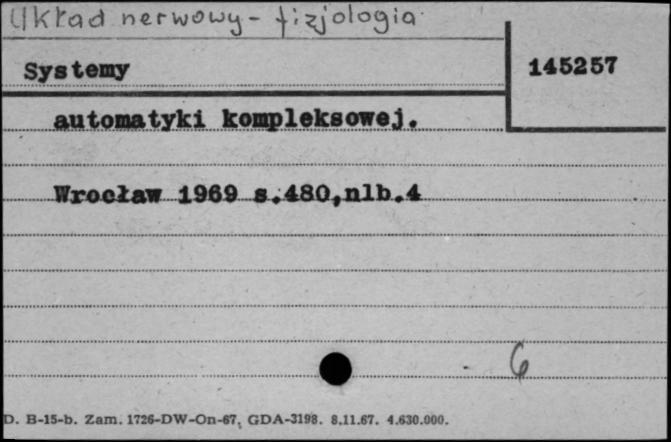 Układ nerwowy - fizjologia
Systemy
145257
automatyki kompleksowej.
Wrocław 1969 s.480,nlb.4
6
D. B-15-b. Zam. 1726-DW-On-67, GDA-3198. 8.11.67. 4.630.000.